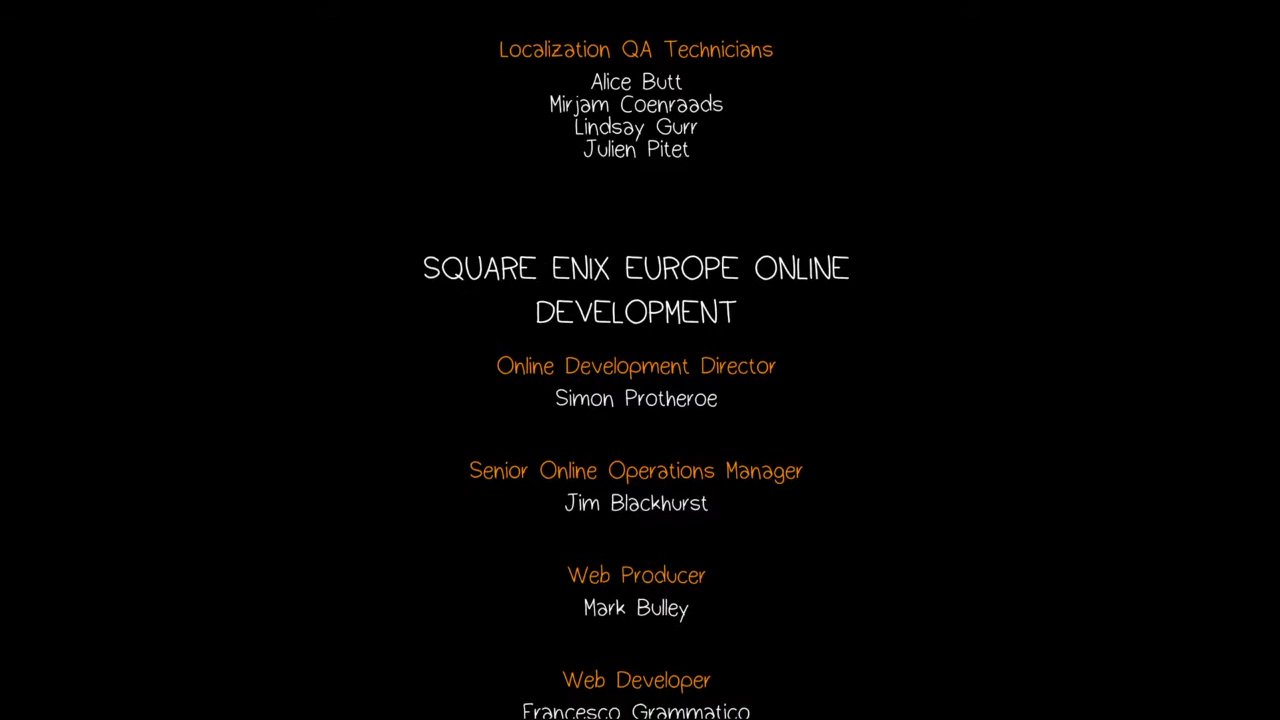 Localization QA Technicians
Alice Butt
Mirjam Coenraads
Lindsay Gurr
Julien Pitet
SQUARE ENIX EUROPE ONLINE
DEVELOPMENT
Online Development Director
Simon Protheroe
Senior Online Operations Manager
Jim Blackhurst
Web Producer
Mark Bulley
Web Developer
Francesco Grammatico